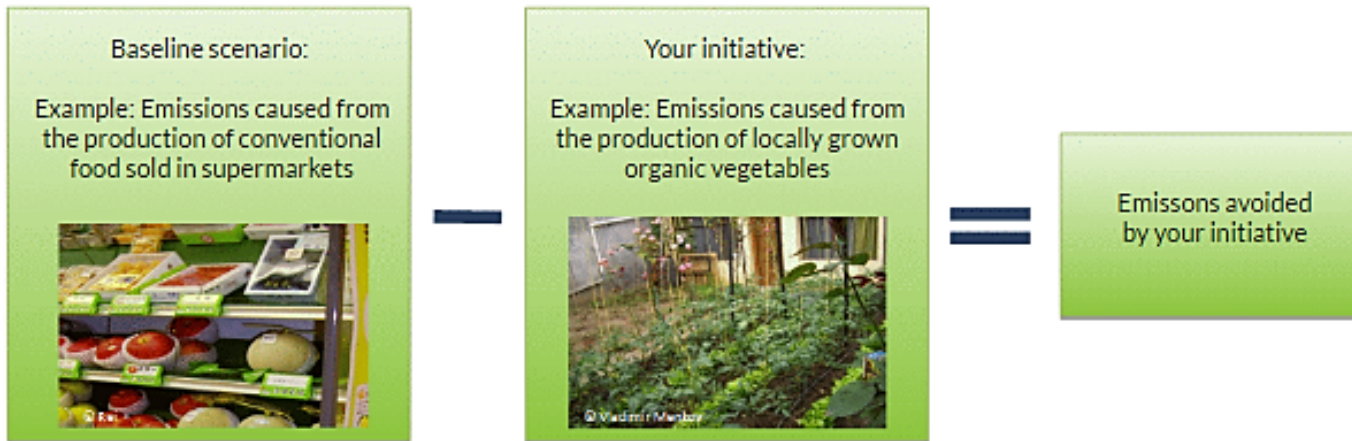 Baseline scenario:
Example: Emissions caused from
the production of conventional
food sold in supermarkets
Your initiative:
Example: Emissions caused from
the production of locally grown
organic vegetables
Emissons avoided
by your initiative
© Vladimir Menkov